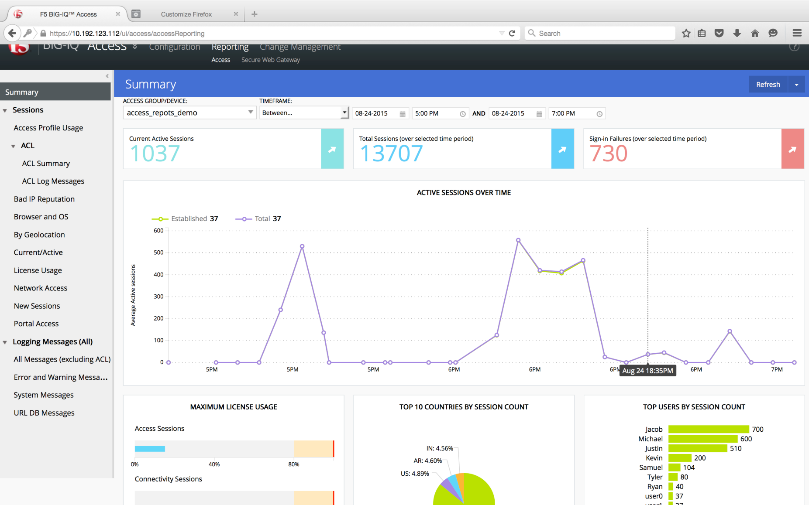 F5 BIG-IQ™ Access
Customize Firefox
https://10.192.123.112/ui/access/accessReporting
Search
BIG-IQ Access
Configuration
Reporting
Change Management
Access
Secure Web Gateway
Summary
Sessions
Access Profile Usage
ACL
ACL Summary
ACL Log Messages
Bad IP Reputation
Browser and OS
By Geolocation
Current/Active
License Usage
Network Access
New Sessions
Portal Access
Logging Messages (All)
All Messages (excluding ACL)
Error and Warning Messa...
System Messages
URL DB Messages
Summary
Refresh
ACCESS GROUP/DEVICE:
TIMEFRAME:
access_repots_demo
Between...
08-24-2015
5:00 PM
AND
08-24-2015
7:00 PM
Current Active Sessions
1037
Total Sessions (over selected time period)
13707
Sign-in Failures (over selected time period)
730
ACTIVE SESSIONS OVER TIME
Established 37
Total 37
Average Active sessions
600
500
400
300
200
100
0
5PM
5PM
5PM
6PM
6PM
6PM
Aug 24 18:35PM
6PM
7PM
MAXIMUM LICENSE USAGE
Access Sessions
0%
40%
80%
Connectivity Sessions
TOP 10 COUNTRIES BY SESSION COUNT
IN: 4.56%
AR: 4.60%
US: 4.89%
TOP USERS BY SESSION COUNT
Jacob 700
Michael 600
Justin 510
Kevin 200
Samuel 104
Tyler 80
Ryan 40
user0 37